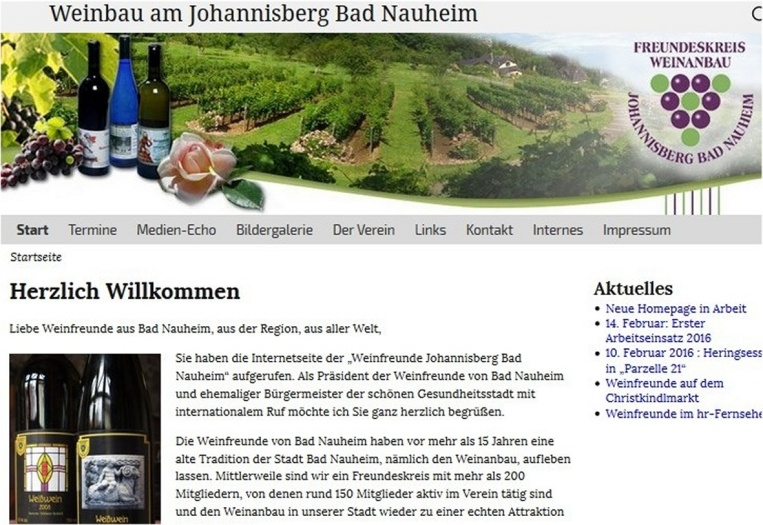 Weinbau am Johannisberg Bad Nauheim
FREUNDESKREIS
WEINANBAU
JOHANNISBERG BAD NAUHEIM
Start Termine Medien-Echo Bildergalerie Der Verein Links Kontakt Internes Impressum
Startseite
Herzlich Willkommen
Liebe Weinfreunde aus Bad Nauheim, aus der Region, aus aller Welt,
Sie haben die Internetseite der „Weinfreunde Johannisberg Bad
Nauheim“ aufgerufen. Als Präsident der Weinfreunde von Bad Nauheim
und ehemaliger Bürgermeister der schönen Gesundheitsstadt mit
internationalem Ruf möchte ich Sie ganz herzlich begrüßen.
Die Weinfreunde von Bad Nauheim haben vor mehr als 15 Jahren eine
alte Tradition der Stadt Bad Nauheim, nämlich den Weinanbau, aufleben
lassen. Mittlerweile sind wir ein Freundeskreis mit mehr als 200
Mitgliedern, von denen rund 150 Mitglieder aktiv im Verein tätig sind
und den Weinanbau in unserer Stadt wieder zu einer echten Attraktion
Weißwein
2008
Weißwein
Aktuelles
Neue Homepage in Arbeit
14. Februar: Erster
Arbeitseinsatz 2016
10. Februar 2016 : Heringsess
in „Parzelle 21“
Weinfreunde auf dem
Christkindlmarkt
Weinfreunde im hr-Fernsehe